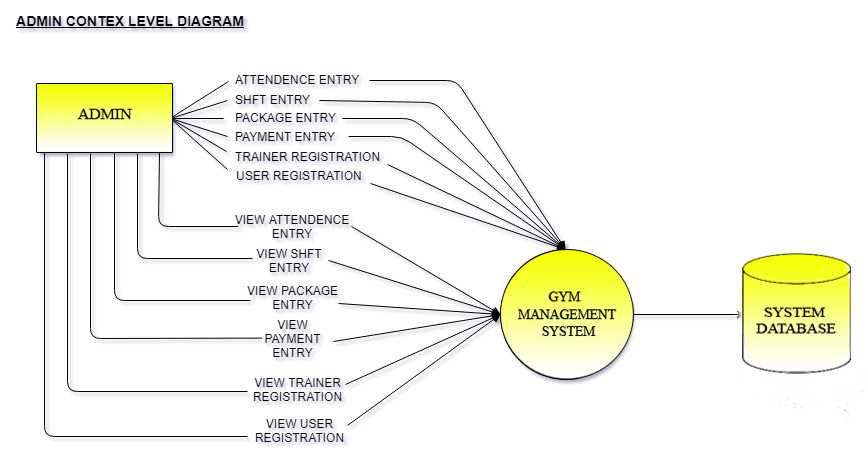 ADMIN CONTEX LEVEL DIAGRAM
ADMIN
ATTENDENCE ENTRY
SHFT ENTRY
PACKAGE ENTRY
PAYMENT ENTRY
TRAINER REGISTRATION
USER REGISTRATION
VIEW ATTENDENCE
ENTRY
VIEW SHFT
ENTRY
VIEW PACKAGE
ENTRY
VIEW
PAYMENT
ENTRY
VIEW TRAINER
REGISTRATION
VIEW USER
REGISTRATION
GYM
MANAGEMENT
SYSTEM
SYSTEM
DATABASE